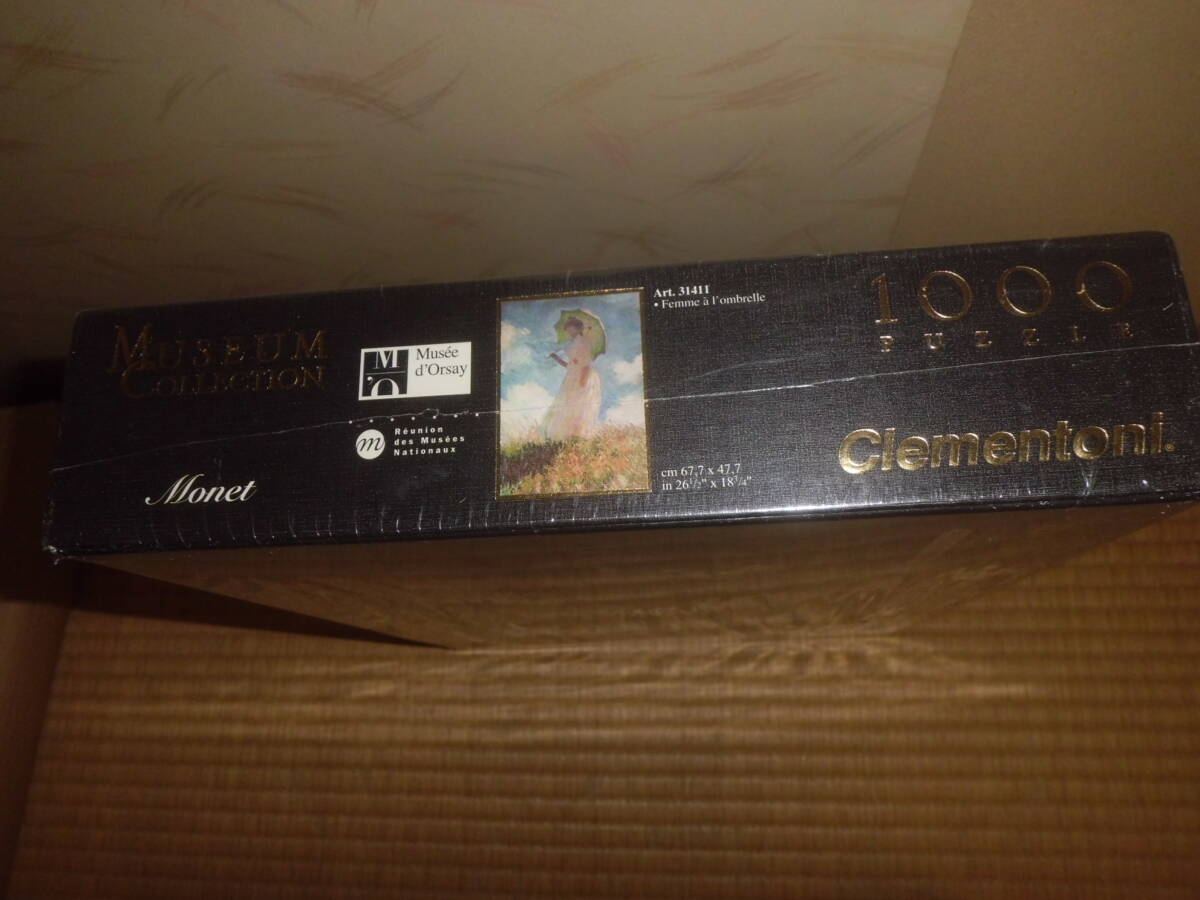 MUSEUM
COLLECTION
Monet
M
'O
Musée
d'Orsay
m
Réunion
des Musées
Nationaux
Art. 31411
• Femme à l'ombrelle
cm 67,7 x 47,7
in 26½" x 18¾"
1000
PUZZLE
Clementoni®